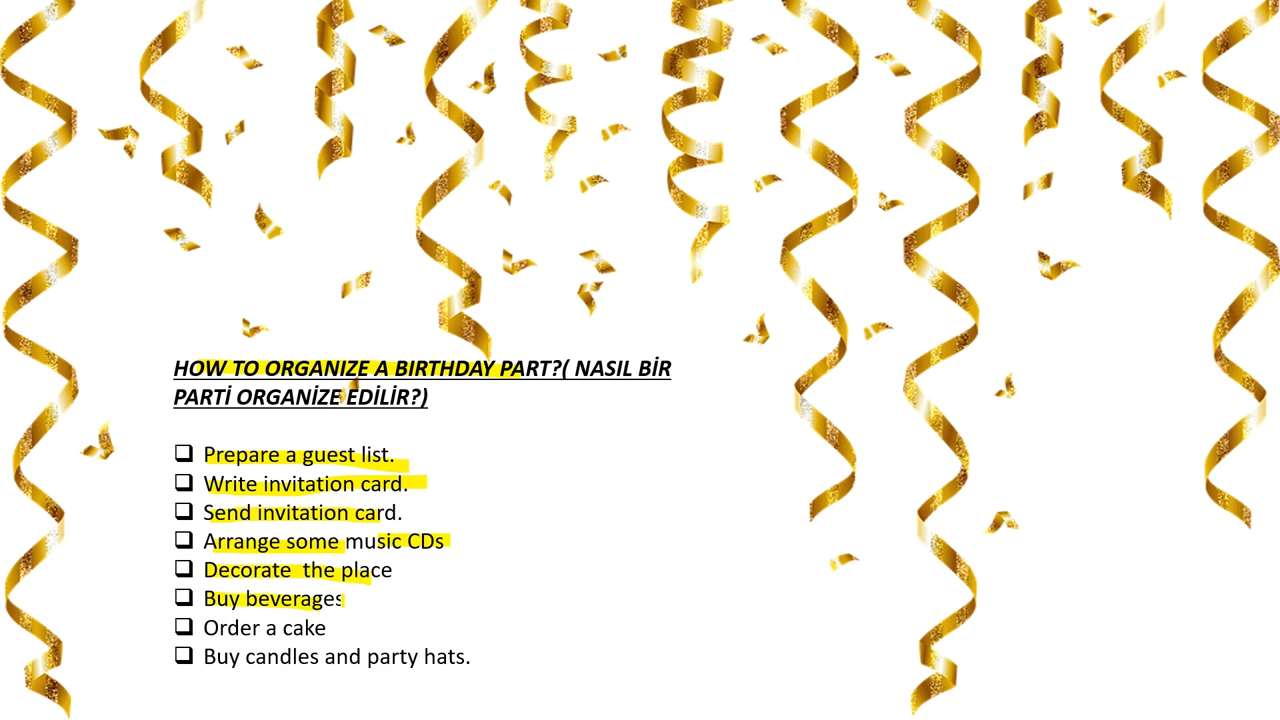 HOW TO ORGANIZE A BIRTHDAY PART?( NASIL BİR
PARTİ ORGANİZE EDİLİR?)
Prepare a guest list.
Write invitation card.
Send invitation card.
Arrange some music CDs
Decorate  the place
Buy beverages
Order a cake
Buy candles and party hats.